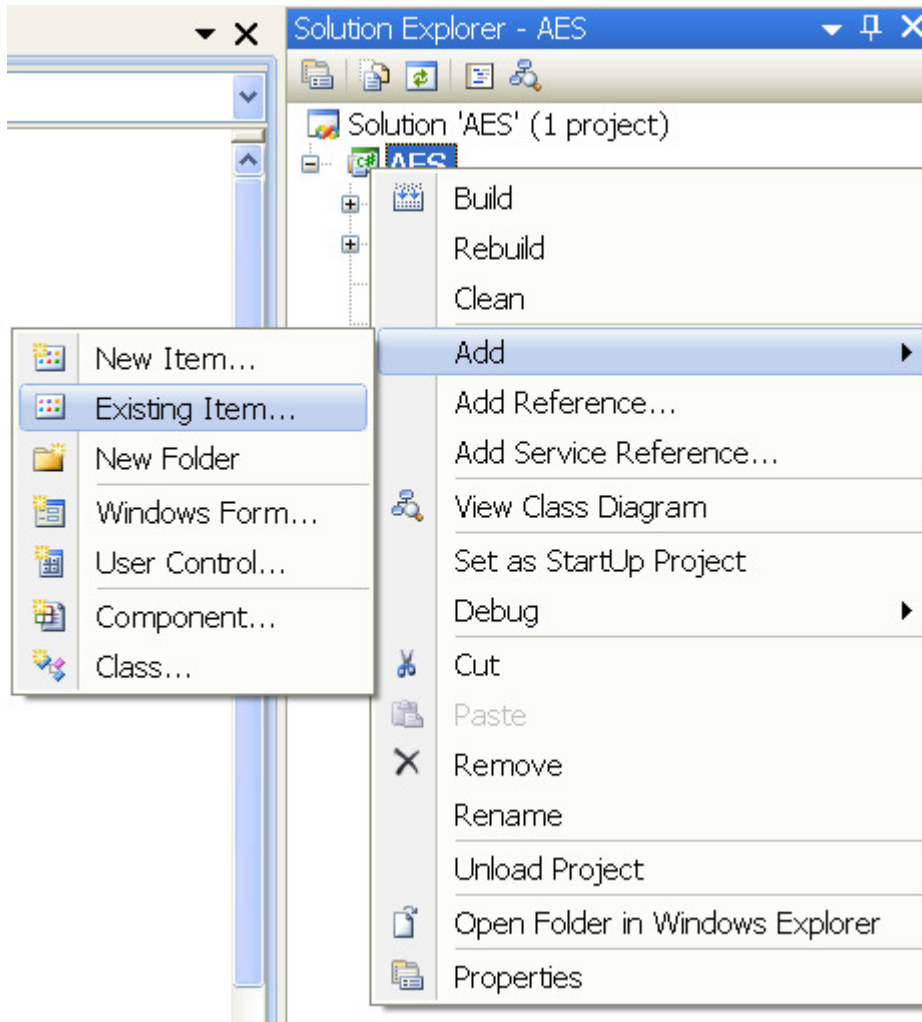 Solution Explorer - AES
Solution 'AES' (1 project)
AES
Build
Rebuild
Clean
Add
Add Reference...
Add Service Reference...
View Class Diagram
Set as StartUp Project
Debug
Cut
Paste
Remove
Rename
Unload Project
Open Folder in Windows Explorer
Properties
New Item...
Existing Item...
New Folder
Windows Form...
User Control...
Component...
Class...